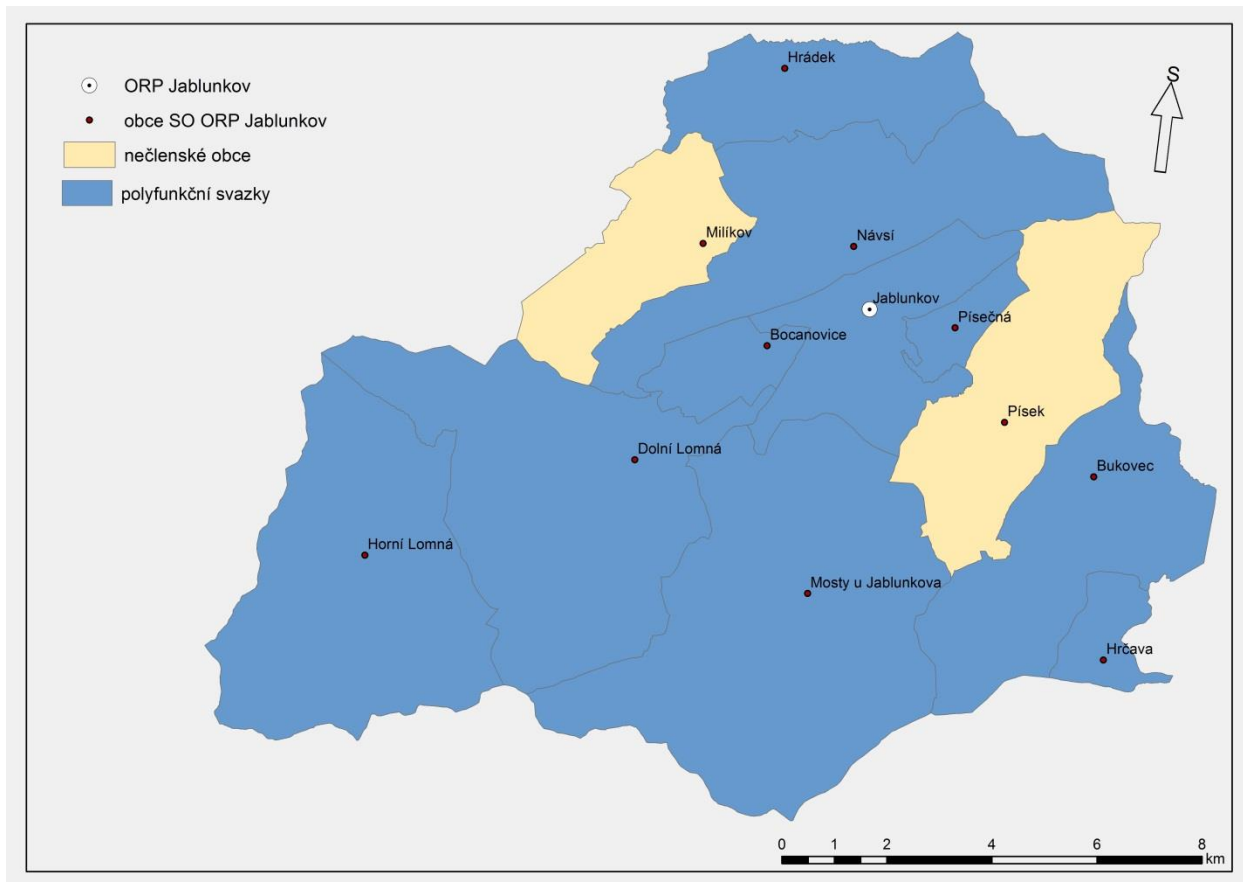 ORP Jablunkov
obce SO ORP Jablunkov
nečlenské obce
polyfunkční svazky
S
Hrádek
Milíkov
Návsí
Jablunkov
Písečná
Bocanovice
Písek
Dolní Lomná
Bukovec
Horní Lomná
Mosty u Jablunkova
Hrčava
0 1 2 4 6 8
km